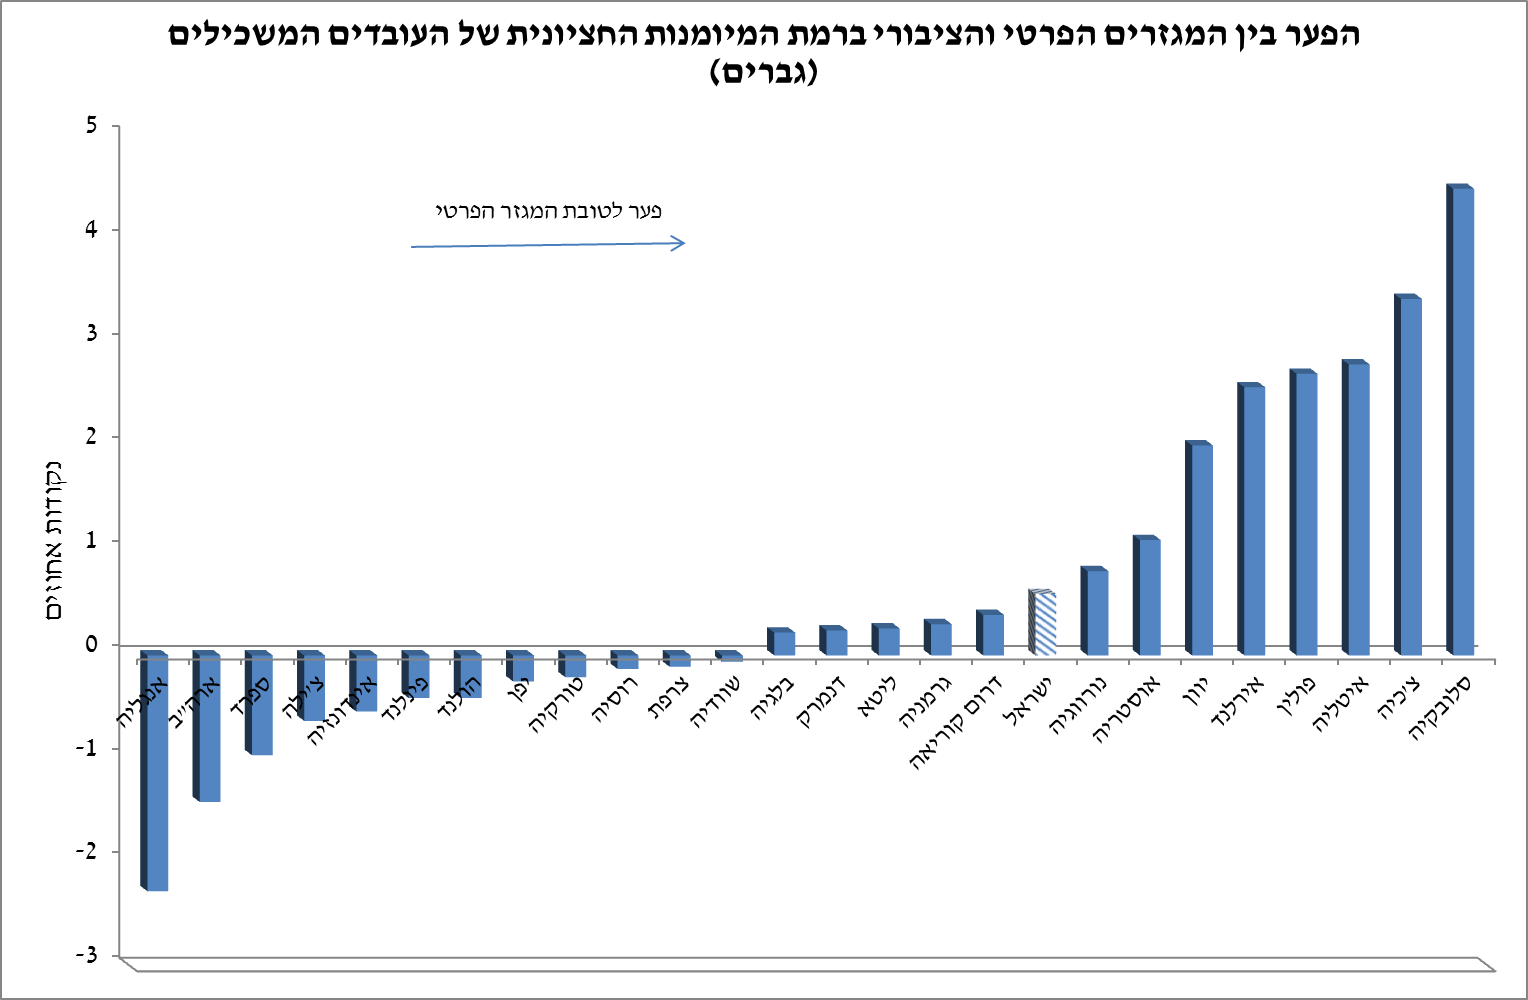 הפער בין המגזרים הפרטי והציבורי ברמת המיומנות החציונית של העובדים המשכילים
(גברים)
פער לטובת המגזר הפרטי
נקודות אחוזים
5
4
3
2
1
0
-1
-2
-3
אנגליה
ארה"ב
ספרד
צ'ילה
אינדונזיה
פינלנד
הולנד
יפן
טורקיה
רוסיה
צרפת
שוודיה
בלגיה
דנמרק
ליטא
גרמניה
דרום קוריאה
ישראל
נורווגיה
אוסטריה
יוון
אירלנד
פולין
איטליה
צ'כיה
סלובקיה